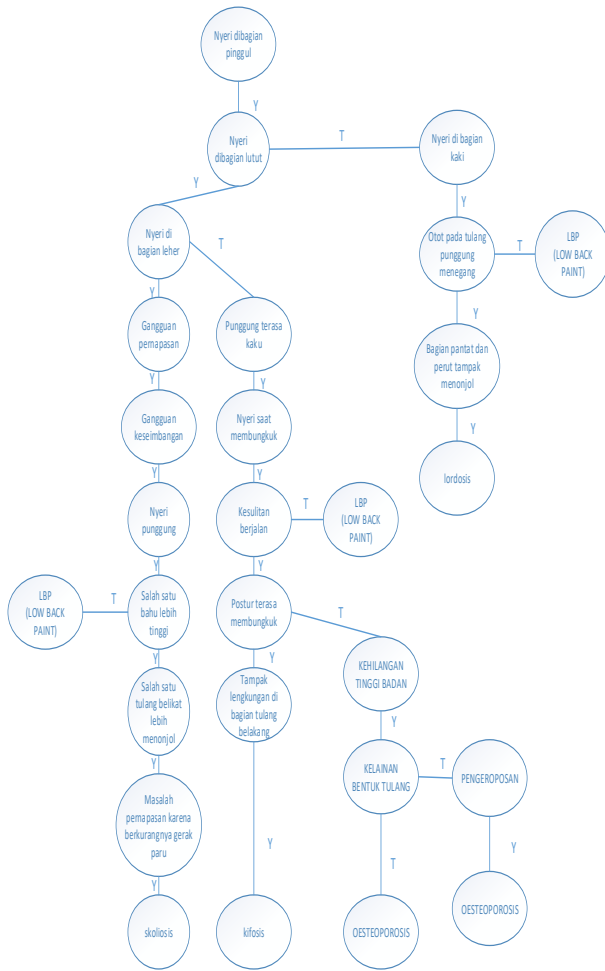 Nyeri dibagian
pinggul
Y
Nyeri
dibagian lutut
T
Nyeri di bagian
kaki
Y
Y
Nyeri di
bagian leher
T
Otot pada tulang
punggung
menegang
T
LBP
(LOW BACK
PAINT)
Y
Gangguan
pernapasan
Punggung terasa
kaku
Y
Bagian pantat dan
perut tampak
menonjol
Y
Y
Gangguan
keseimbangan
Nyeri saat
membungkuk
Y
lordosis
Y
Y
Nyeri
punggung
Kesulitan
berjalan
T
LBP
(LOW BACK
PAINT)
Y
Y
LBP
(LOW BACK
PAINT)
T
Salah satu
bahu lebih
tinggi
Postur terasa
membungkuk
T
Y
Y
KEHILANGAN
TINGGI BADAN
Salah satu
tulang belikat
lebih
menonjol
Tampak
lengkungan di
bagian tulang
belakang
Y
Y
KELAINAN
BENTUK TULANG
T
PENGEROPOSAN
Masalah
pernapasan karena
berkurangnya gerak
paru
Y
Y
T
Y
skoliosis
kifosis
OESTEOPOROSIS
OESTEOPOROSIS